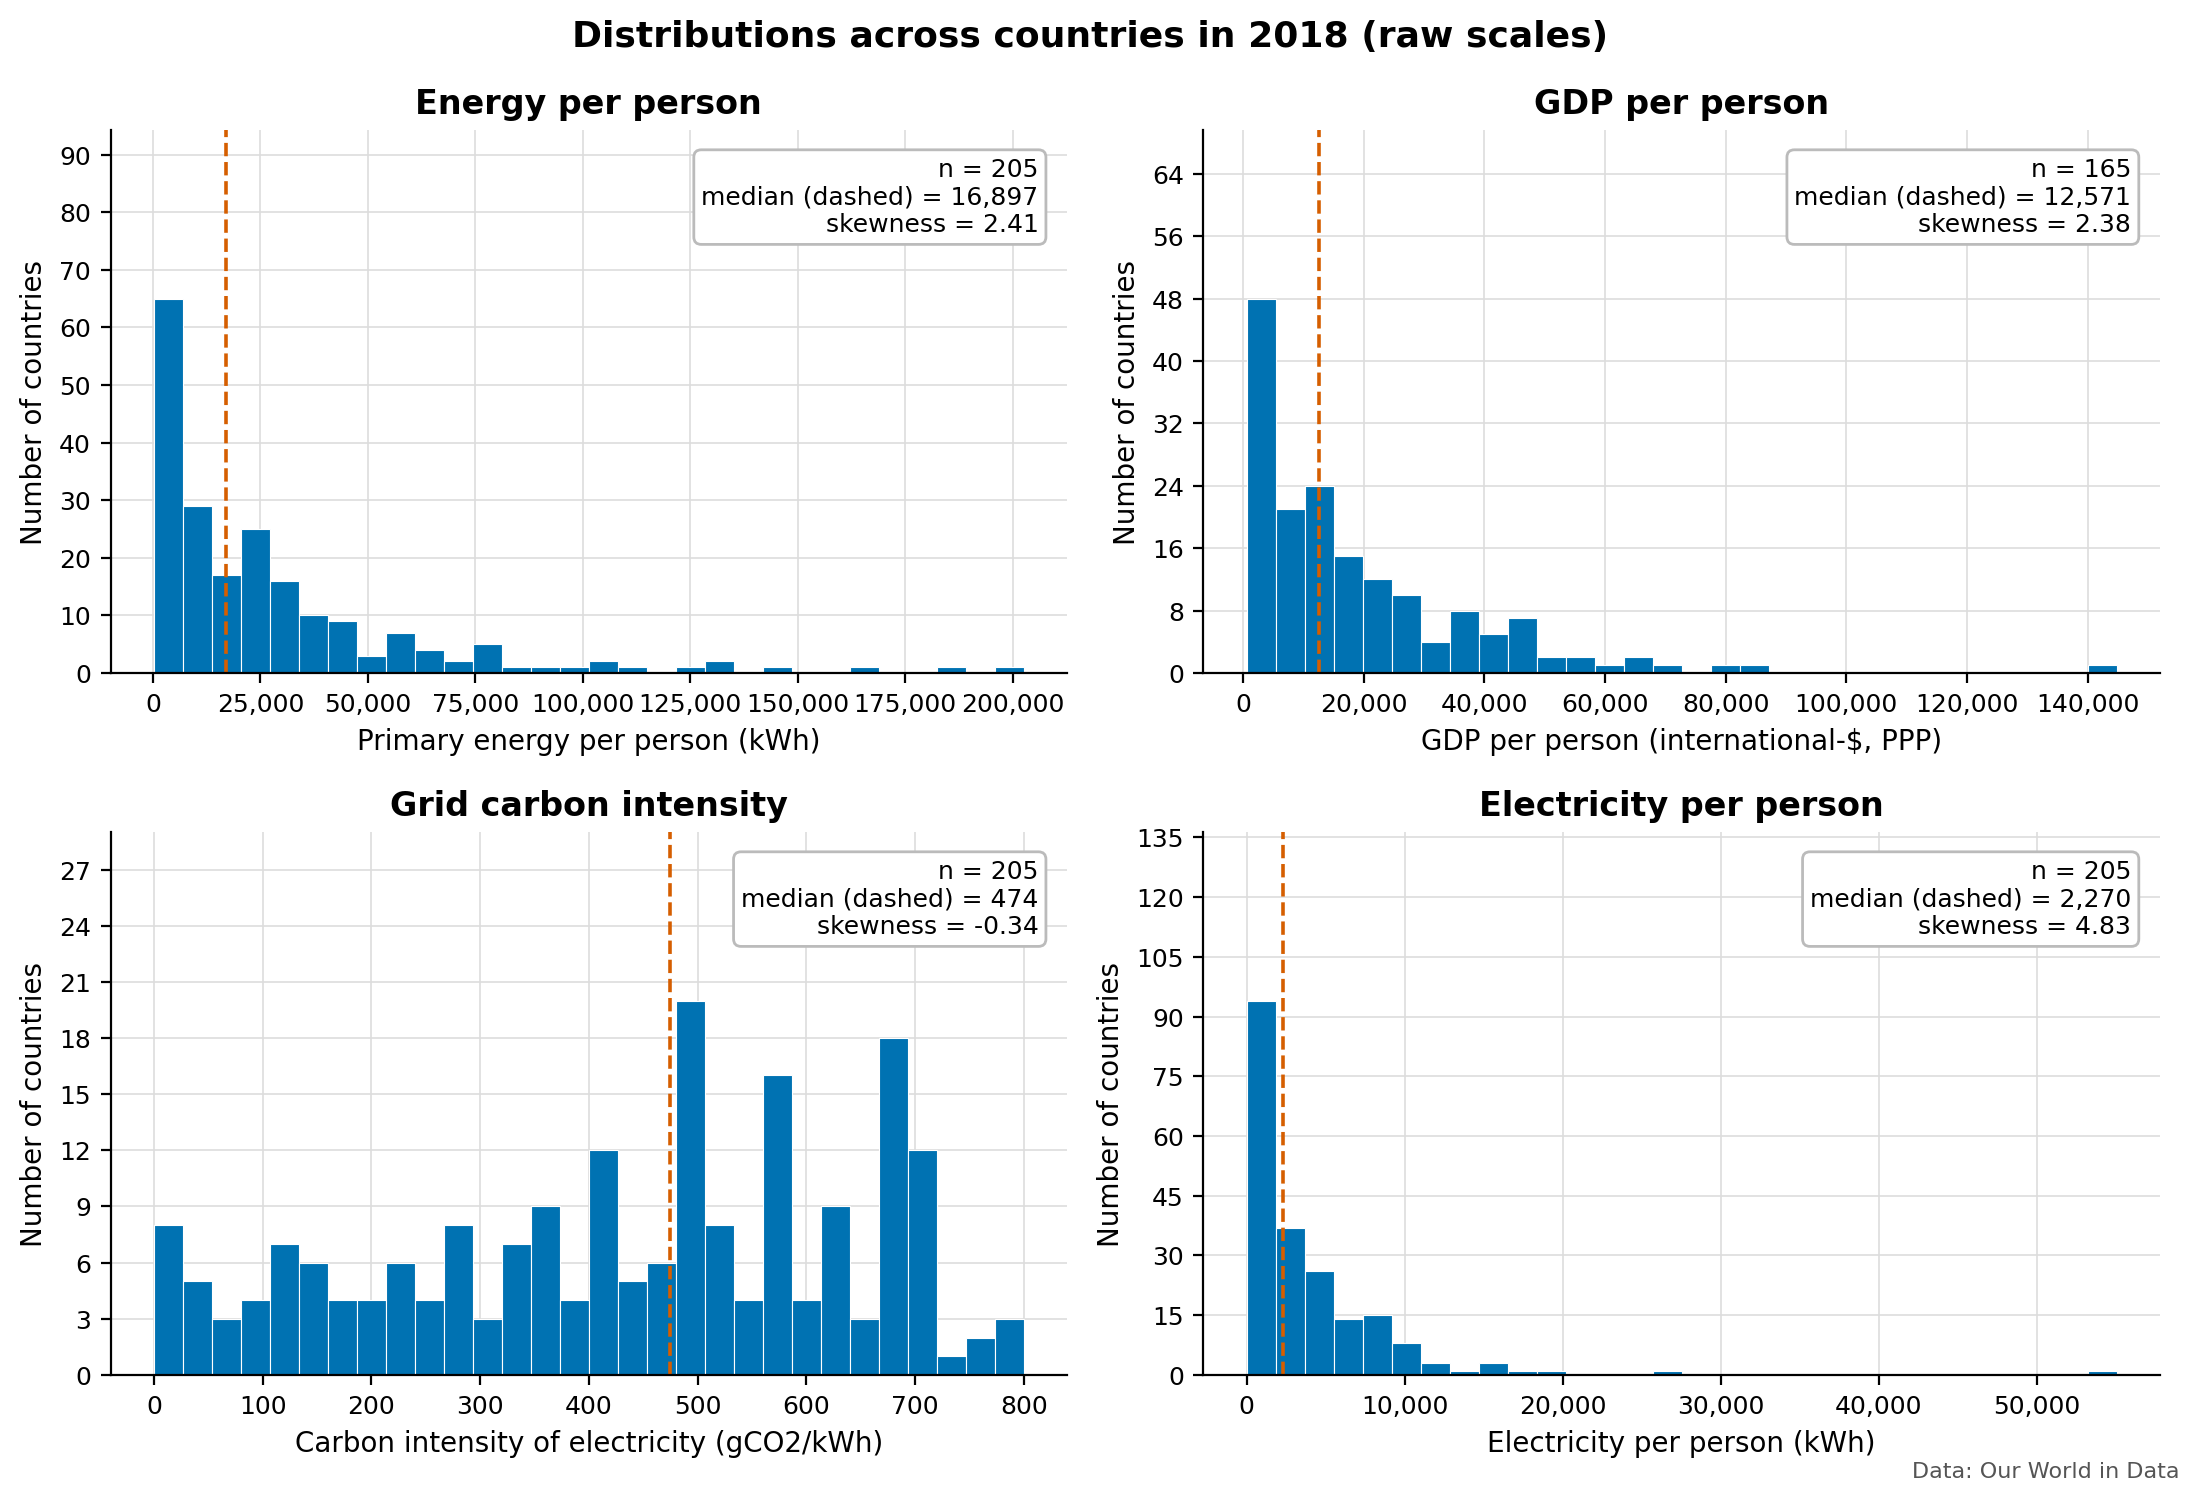 Distributions across countries in 2018 (raw scales)
Energy per person
90
80
70
60
50
40
30
20
10
0
Number of countries
n = 205
median (dashed) = 16,897
skewness = 2.41
0 25,000 50,000 75,000 100,000 125,000 150,000 175,000 200,000
Primary energy per person (kWh)
GDP per person
64
56
48
40
32
24
16
8
0
Number of countries
n = 165
median (dashed) = 12,571
skewness = 2.38
0 20,000 40,000 60,000 80,000 100,000 120,000 140,000
GDP per person (international-$, PPP)
Grid carbon intensity
27
24
21
18
15
12
9
6
3
0
Number of countries
n = 205
median (dashed) = 474
skewness = -0.34
0 100 200 300 400 500 600 700 800
Carbon intensity of electricity (gCO2/kWh)
Electricity per person
135
120
105
90
75
60
45
30
15
0
Number of countries
n = 205
median (dashed) = 2,270
skewness = 4.83
0 10,000 20,000 30,000 40,000 50,000
Electricity per person (kWh)
Data: Our World in Data